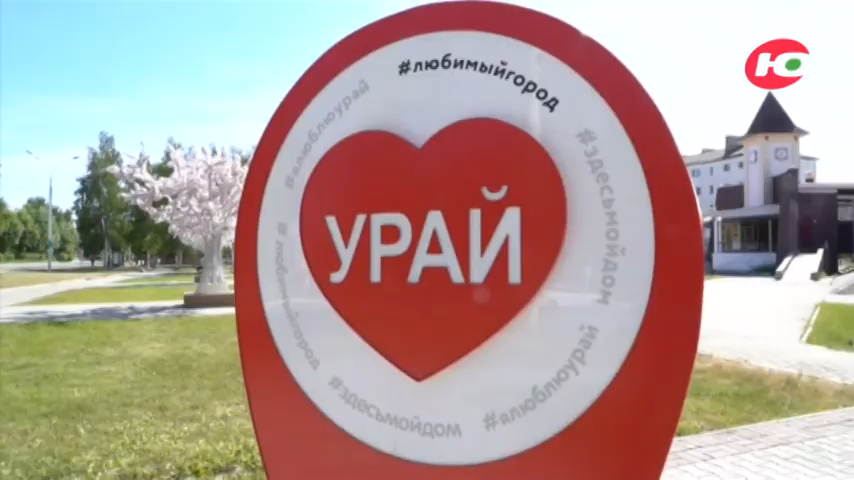 #любимыйгород
#здесьмойдом
#ялюблюурай
#здесьмойдом
#любимыйгород
#ялюблюурай
УРАЙ
Ю